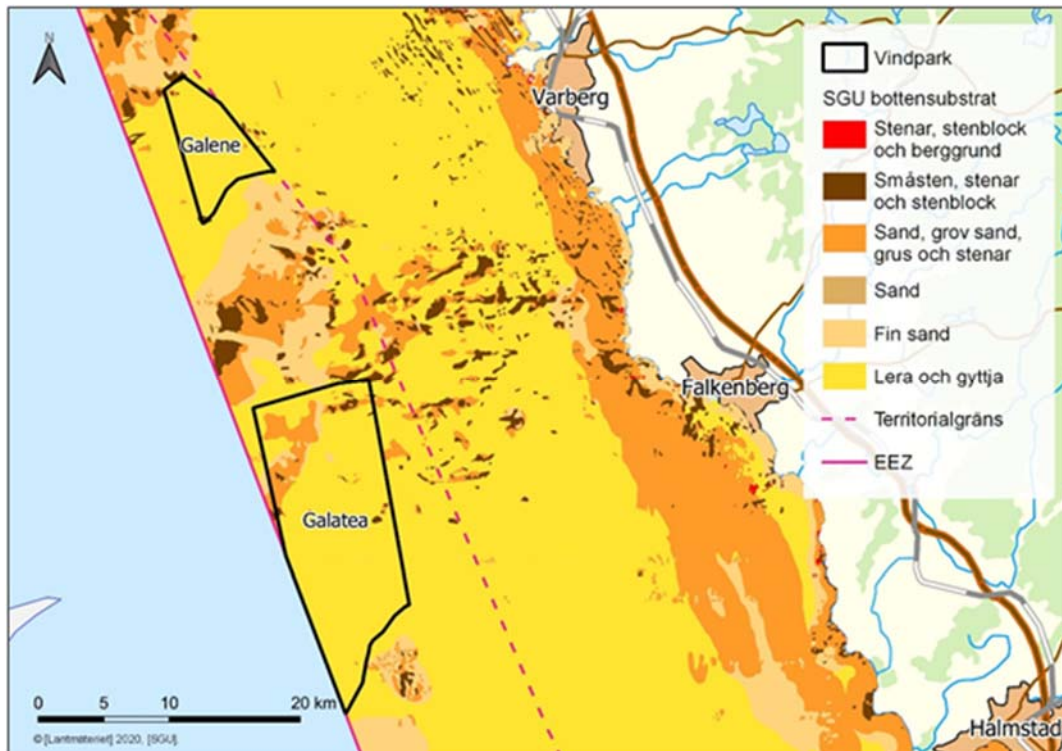 N
Galene
Varberg
Falkenberg
Galatea
Halmstad
Vindpark
SGU bottensubstrat
Stenar, stenblock
och berggrund
Småsten, stenar
och stenblock
Sand, grov sand,
grus och stenar
Sand
Fin sand
Lera och gyttja
Territorialgräns
EEZ
0 10 20 km
© [Lantmäteriet] 2020, [SGU].